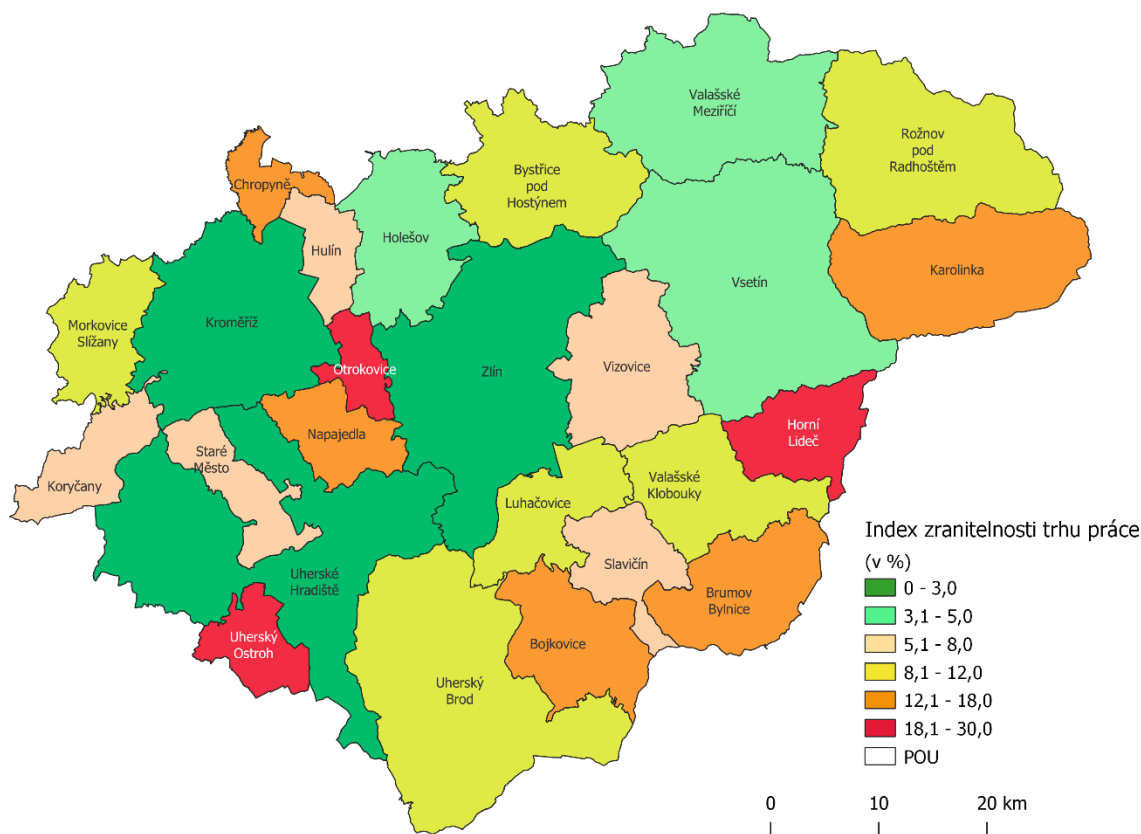 Valašské
Meziříčí
Rožnov
pod
Radhoštěm
Bystřice
pod
Hostýnem
Chropyně
Hulín
Holešov
Karolinka
Vsetín
Morkovice
Slížany
Kroměříž
Otrokovice
Zlín
Vizovice
Horní
Lideč
Napajedla
Staré
Město
Koryčany
Valašské
Klobouky
Luhačovice
Slavičín
Uherské
Hradiště
Brumov
Bylnice
Uherský
Ostroh
Bojkovice
Uherský
Brod
Index zranitelnosti trhu práce
(v %)
0 - 3,0
3,1 - 5,0
5,1 - 8,0
8,1 - 12,0
12,1 - 18,0
18,1 - 30,0
POU
0 10 20 km